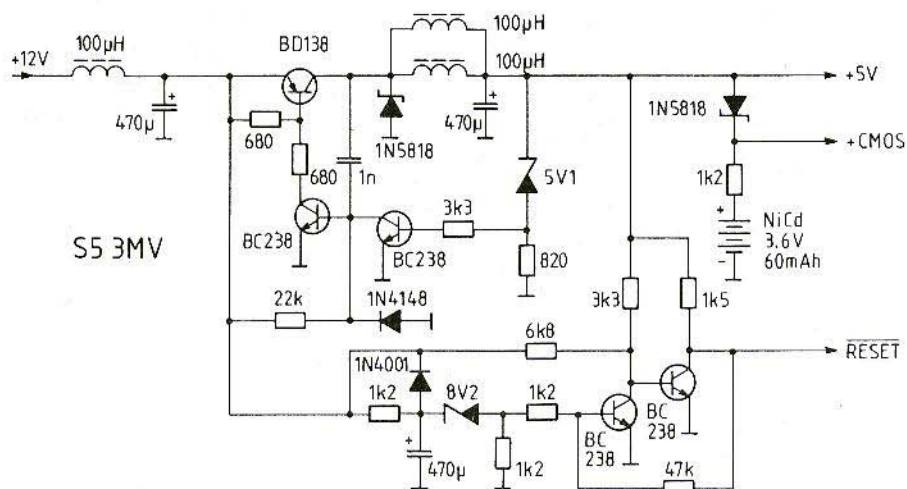 100µH
100µH
BD138
100µH
+12V
+5V
+
470µ
680
1N5818
+
470µ
1N5818
+CMOS
680
1n
5V1
1k2
3k3
+
NiCd
3.6V
60mAh
-
BC238
BC238
820
S5 3MV
22k
1N4148
3k3
1k5
6k8
RESET
1N4001
1k2
8V2
1k2
BC
238
BC
238
+
470µ
1k2
47k